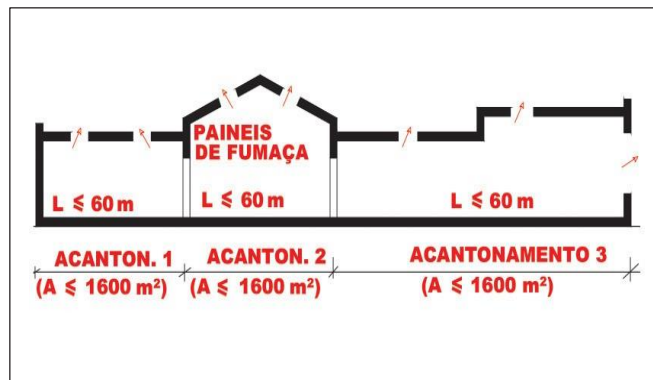 PAINEIS
DE FUMAÇA
L ≤ 60 m
L ≤ 60 m
L ≤ 60 m
ACANTON. 1
(A ≤ 1600 m²)
ACANTON. 2
(A ≤ 1600 m²)
ACANTONAMENTO 3
(A ≤ 1600 m²)